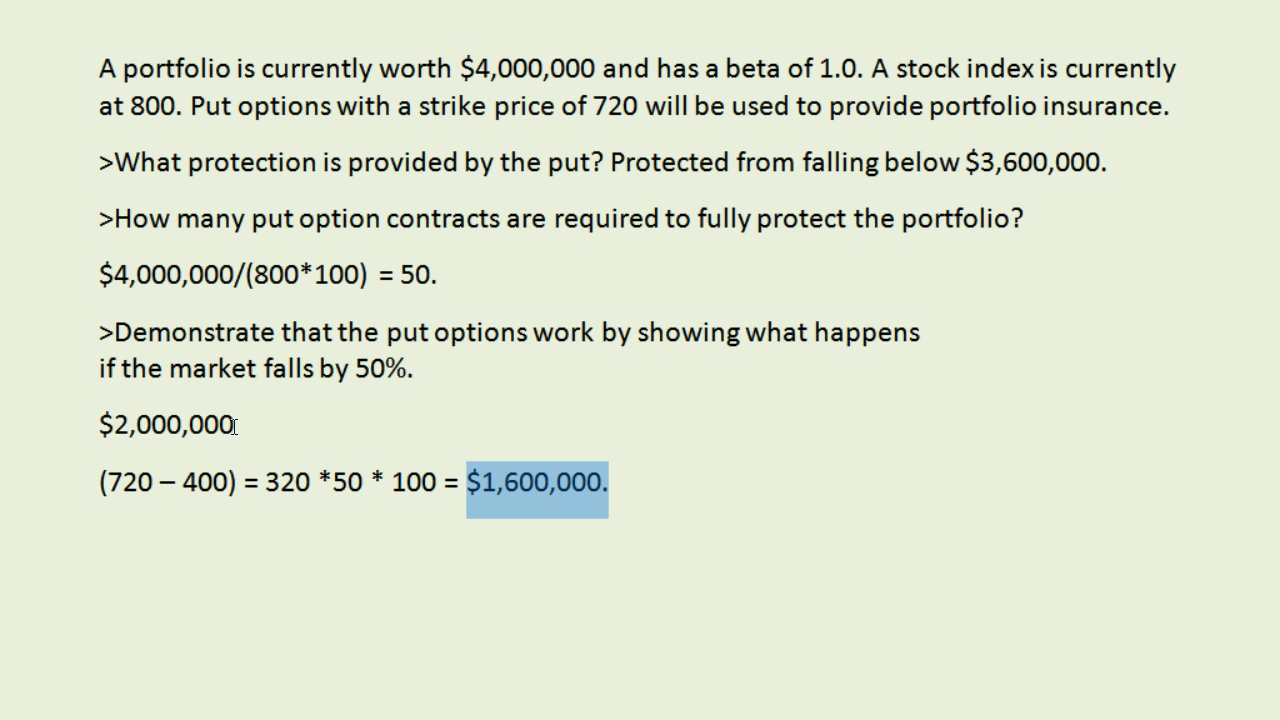 A portfolio is currently worth $4,000,000 and has a beta of 1.0. A stock index is currently
at 800. Put options with a strike price of 720 will be used to provide portfolio insurance.
>What protection is provided by the put? Protected from falling below $3,600,000.
>How many put option contracts are required to fully protect the portfolio?
$4,000,000/(800*100) = 50.
>Demonstrate that the put options work by showing what happens
if the market falls by 50%.
$2,000,000
(720 – 400) = 320 *50 * 100 = $1,600,000.